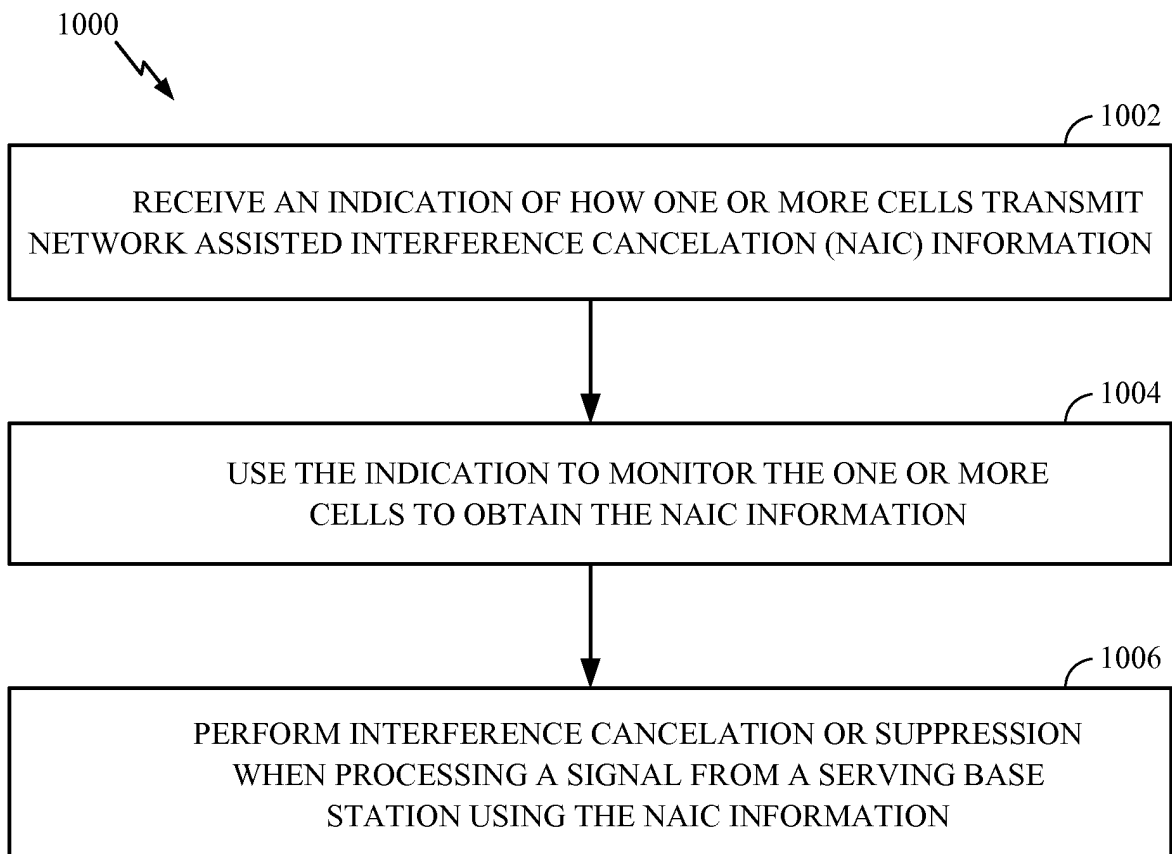 1000
1002
RECEIVE AN INDICATION OF HOW ONE OR MORE CELLS TRANSMIT
NETWORK ASSISTED INTERFERENCE CANCELATION (NAIC) INFORMATION
1004
USE THE INDICATION TO MONITOR THE ONE OR MORE
CELLS TO OBTAIN THE NAIC INFORMATION
1006
PERFORM INTERFERENCE CANCELATION OR SUPPRESSION
WHEN PROCESSING A SIGNAL FROM A SERVING BASE
STATION USING THE NAIC INFORMATION